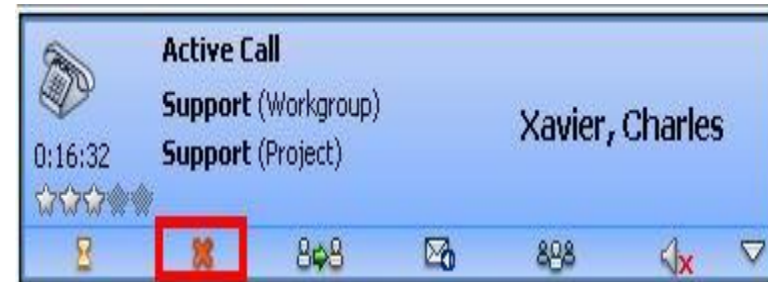 Active Call
Support (Workgroup)
Xavier, Charles
0:16:32
Support (Project)